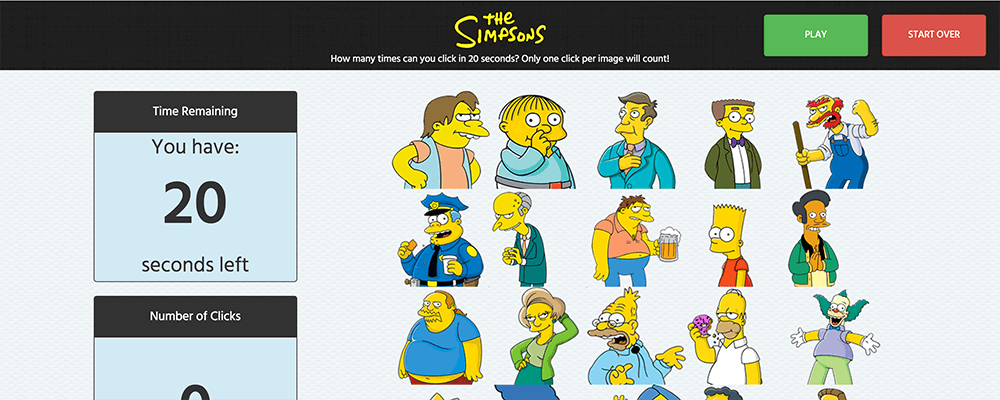 THE
SIMPSONS
How many times can you click in 20 seconds? Only one click per image will count!
PLAY
START OVER
Time Remaining
You have:
20
seconds left
Number of Clicks
0